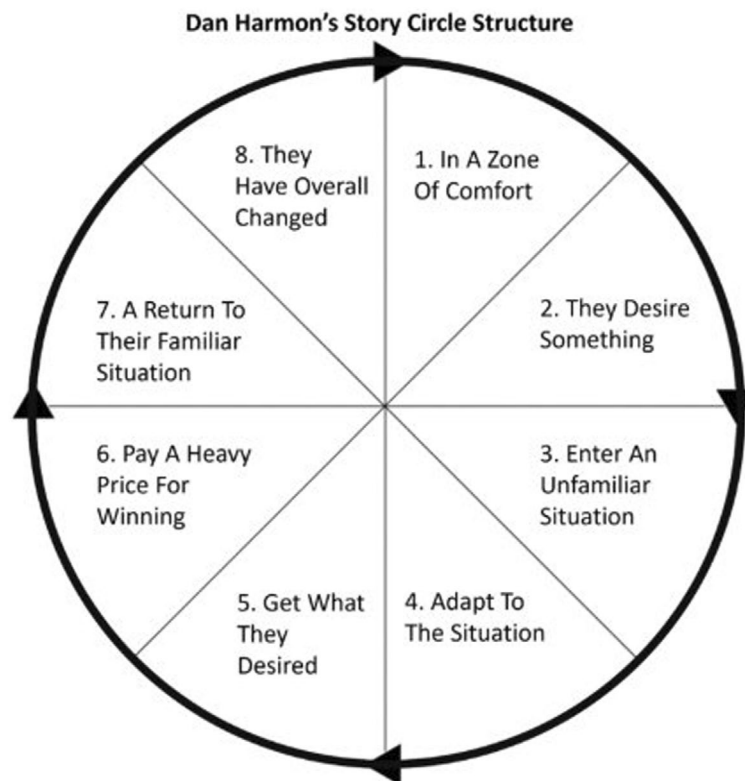 Dan Harmon's Story Circle Structure
1. In A Zone
Of Comfort
2. They Desire
Something
3. Enter An
Unfamiliar
Situation
4. Adapt To
The Situation
5. Get What
They
Desired
6. Pay A Heavy
Price For
Winning
7. A Return To
Their Familiar
Situation
8. They
Have Overall
Changed